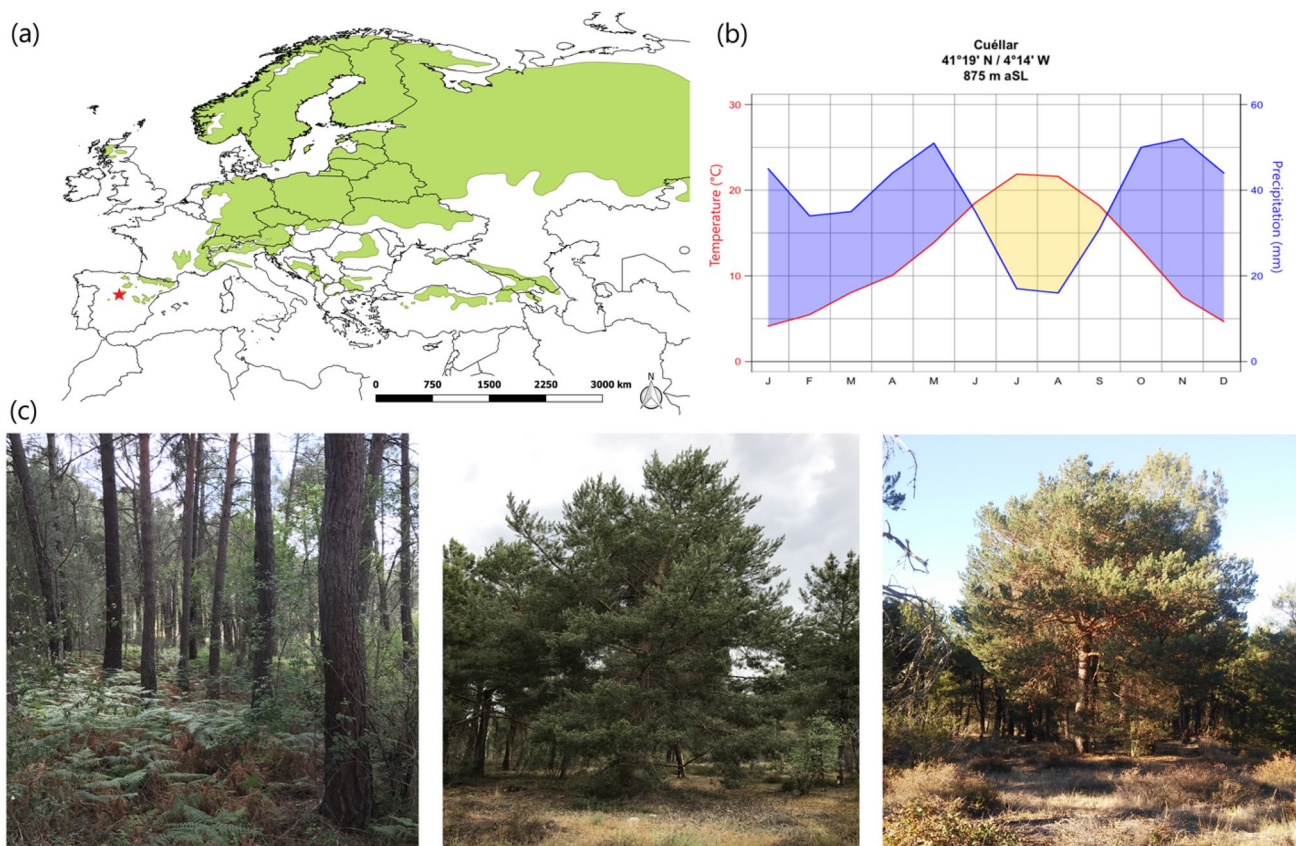 (a)
N
0 750 1500 2250 3000 km
(b)
Cuéllar
41°19' N / 4°14' W
875 m aSL
30
60
20
40
10
20
0
0
Temperature (°C)
Precipitation (mm)
J F M A M J J A S O N D
(c)